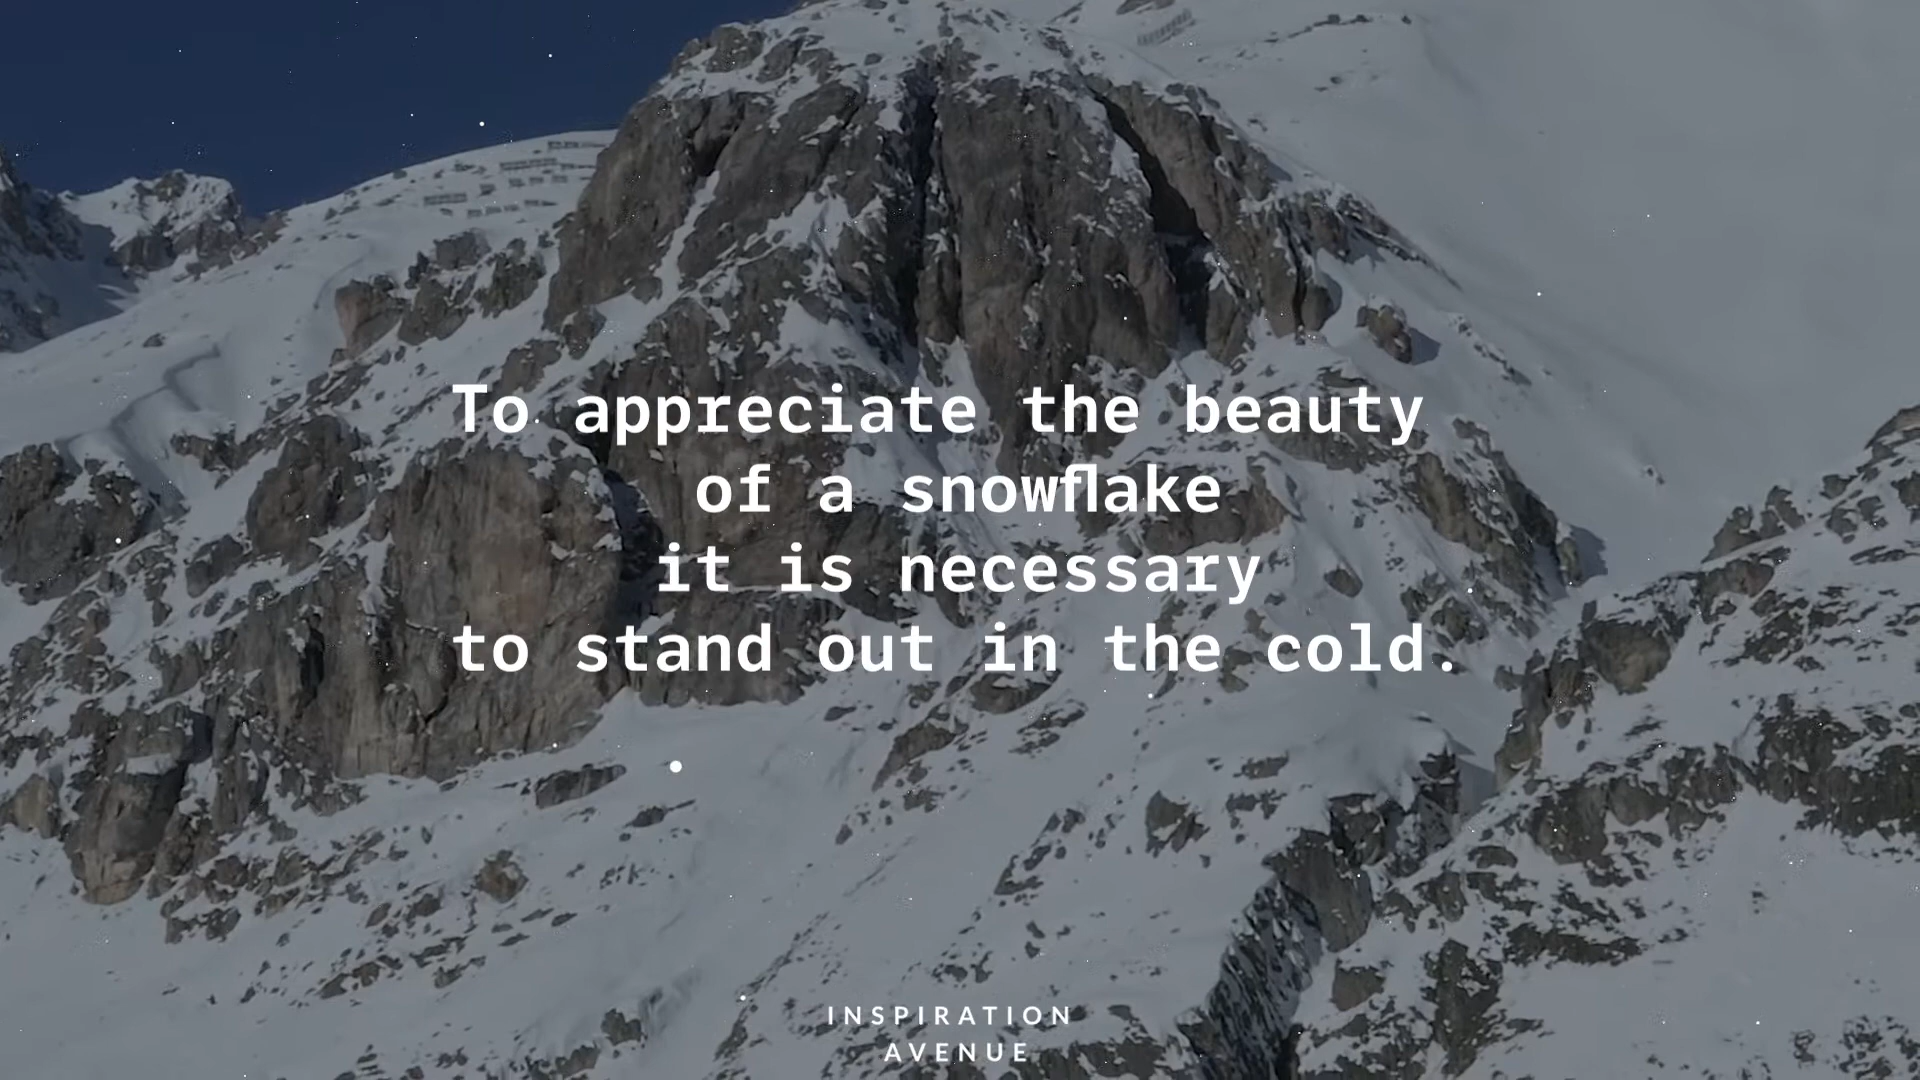 To appreciate the beauty
of a snowflake
it is necessary
to stand out in the cold.
INSPIRATION
AVENUE